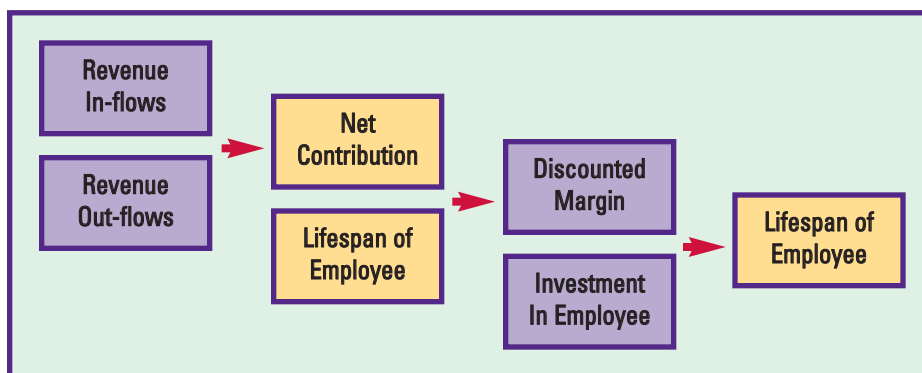 Revenue
In-flows
Revenue
Out-flows
Net
Contribution
Lifespan of
Employee
Discounted
Margin
Investment
In Employee
Lifespan of
Employee